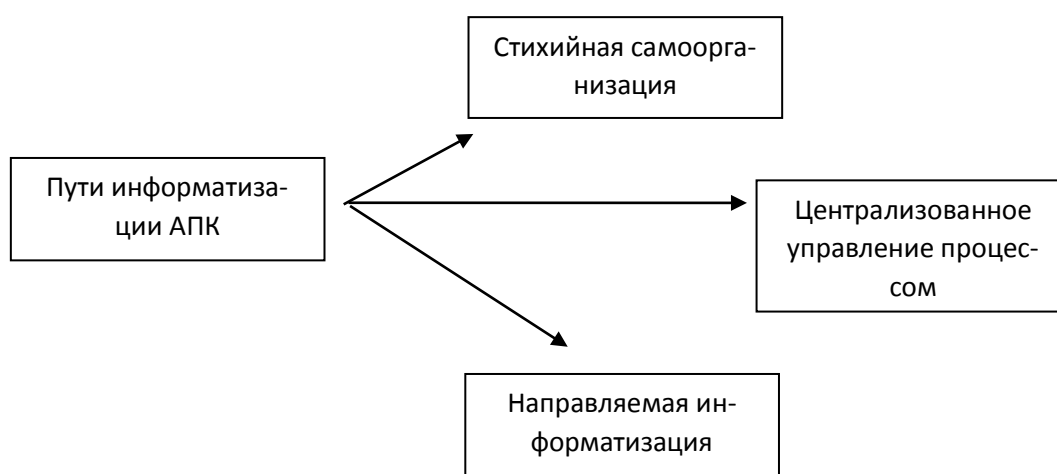 Стихийная самоорга-
низация
Пути информатиза-
ции АПК
Централизованное
управление процес-
сом
Направляемая ин-
форматизация